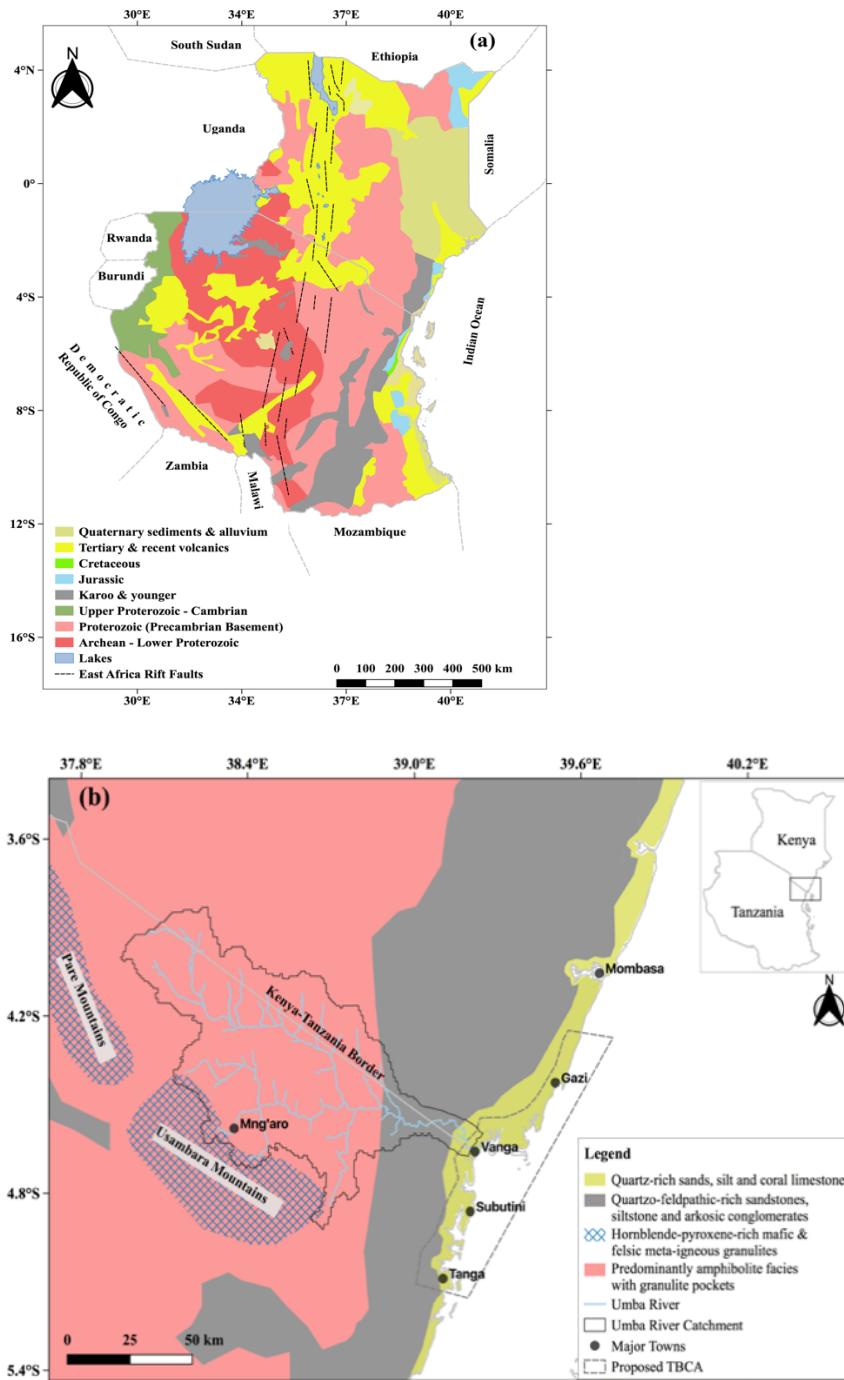 30°E 34°E 37°E 40°E
South Sudan
(a)
Ethiopia
N
4°N
Uganda
Somalia
0°
Rwanda
Burundi
4°S
Indian Ocean
Democratic
Republic of Congo
8°S
Zambia
Malawi
Mozambique
12°S
Quaternary sediments & alluvium
Tertiary & recent volcanics
Cretaceous
Jurassic
Karoo & younger
Upper Proterozoic - Cambrian
Proterozoic (Precambrian Basement)
16°S
Archean - Lower Proterozoic
Lakes
0 100 200 300 400 500 km
East Africa Rift Faults
30°E 34°E 37°E 40°E
37.8°E 38.4°E 39.0°E 39.6°E 40.2°E
(b)
3.6°S
Kenya
Tanzania
Mombasa
N
Pare Mountains
Kenya-Tanzania Border
4.2°S
Gazi
Mng'aro
Vanga
Usambara Mountains
Legend
Quartz-rich sands, silt and coral limestone
Quartzo-feldpathic-rich sandstones,
siltstone and arkosic conglomerates
Hornblende-pyroxene-rich mafic &
felsic meta-igneous granulites
Predominantly amphibolite facies
with granulite pockets
Umba River
Umba River Catchment
Major Towns
Proposed TBCA
4.8°S
Subutini
Tanga
0 25 50 km
5.4°S